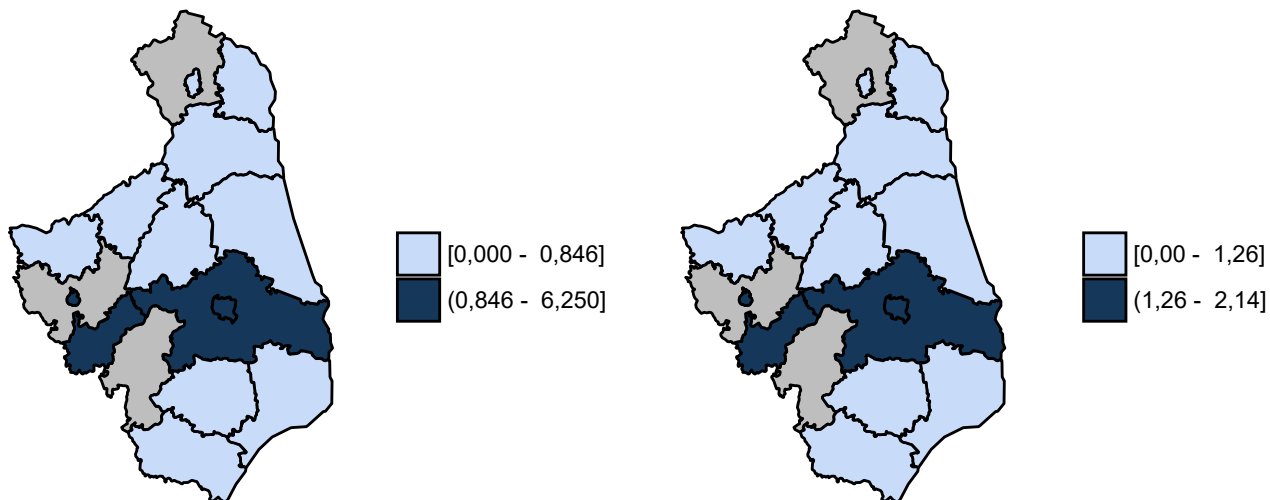 [0,000 -  0,846]
(0,846 -  6,250]
[0,00 -  1,26]
(1,26 -  2,14]